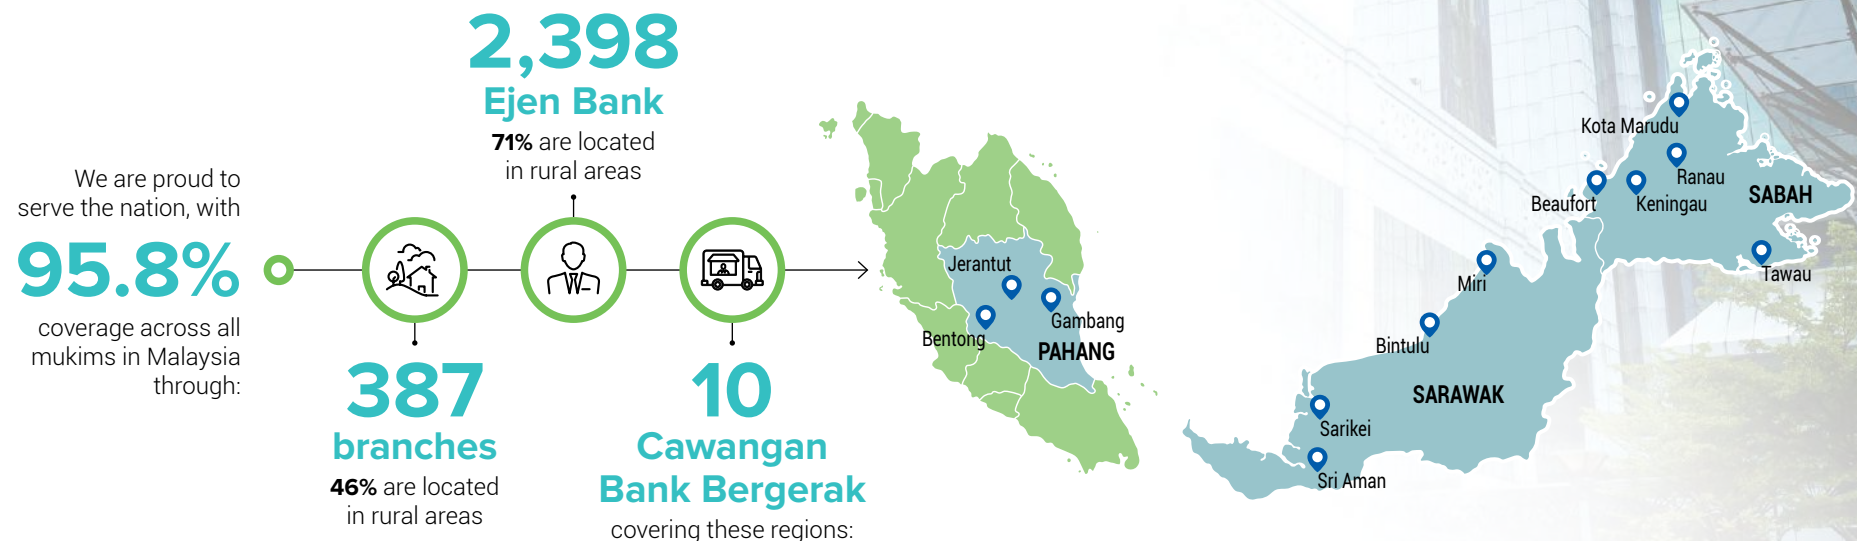 We are proud to
serve the nation, with
95.8%
coverage across all
mukims in Malaysia
through:
387
branches
46% are located
in rural areas
2,398
Ejen Bank
71% are located
in rural areas
10
Cawangan
Bank Bergerak
covering these regions:
Jerantut
Gambang
Bentong
PAHANG
Kota Marudu
Ranau
Beaufort
Keningau
SABAH
Tawau
Miri
Bintulu
SARAWAK
Sarikei
Sri Aman